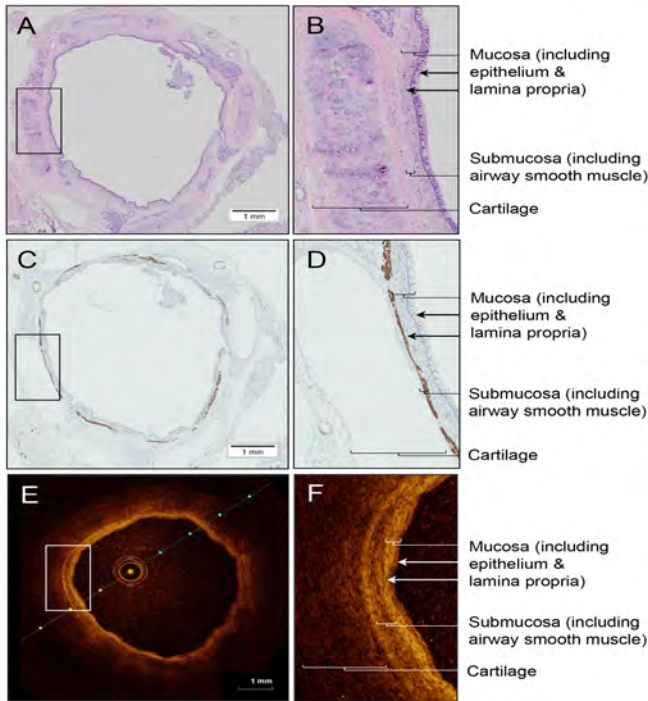 A
B
Mucosa (including
epithelium &
lamina propria)
Submucosa (including
airway smooth muscle)
Cartilage
1 mm
C
D
Mucosa (including
epithelium &
lamina propria)
Submucosa (including
airway smooth muscle)
Cartilage
1 mm
E
F
Mucosa (including
epithelium &
lamina propria)
Submucosa (including
airway smooth muscle)
Cartilage
1 mm